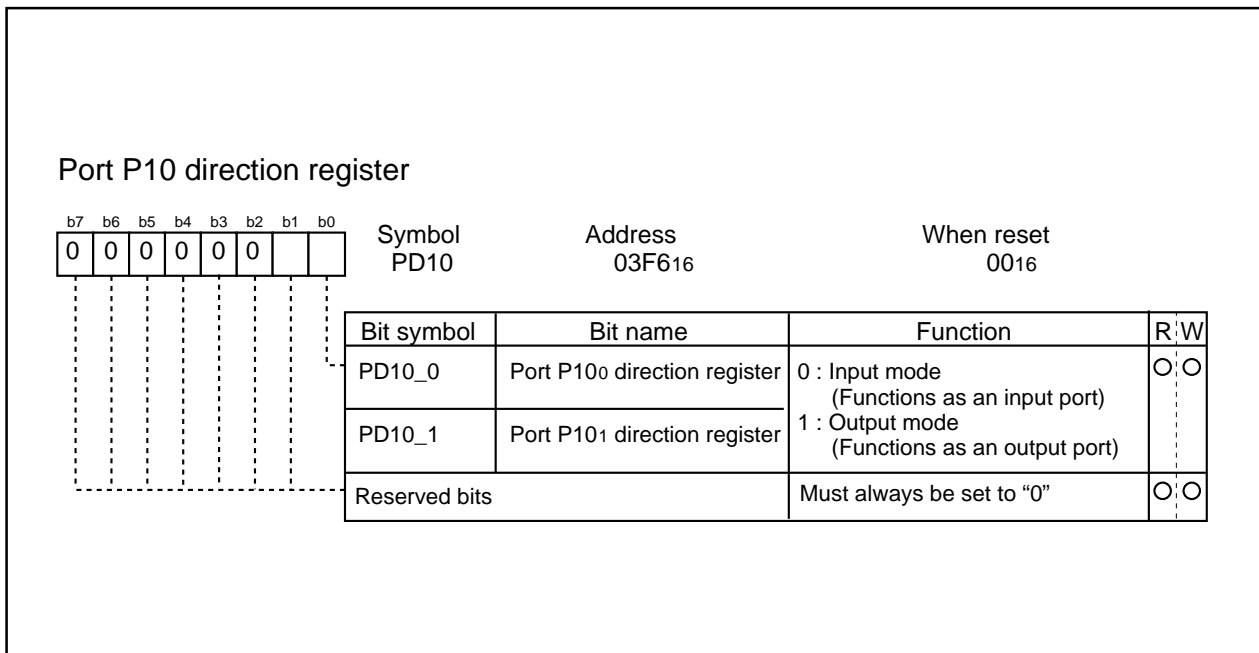 Port P10 direction register
b7 b6 b5 b4 b3 b2 b1 b0
0 0 0 0 0 0
Symbol Address When reset
PD10 03F616 0016
Bit symbol Bit name Function R W
PD10_0 Port P100 direction register 0 : Input mode
(Functions as an input port)
PD10_1 Port P101 direction register 1 : Output mode
(Functions as an output port)
Reserved bits Must always be set to “0”